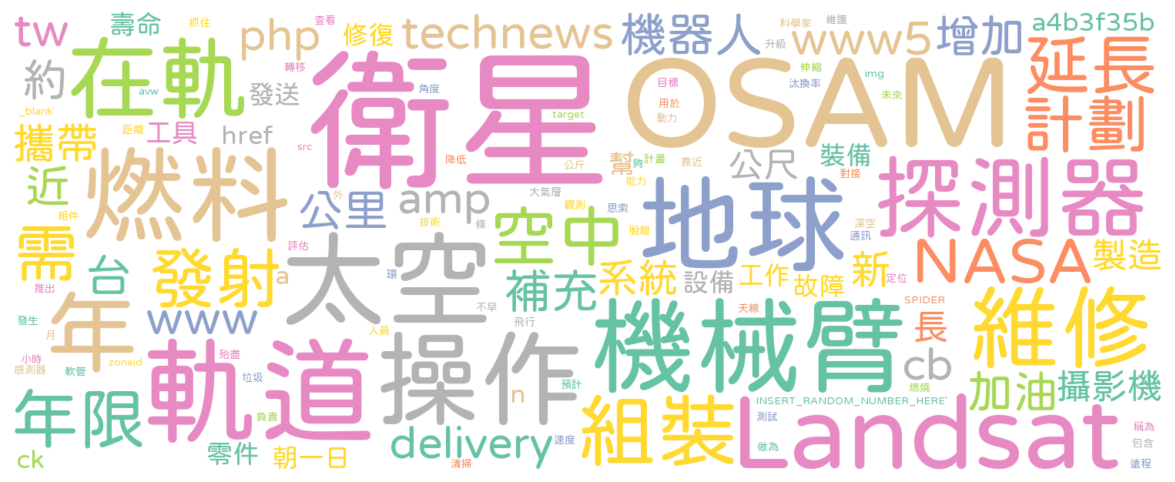 tw
壽命
抓住
php
查看
修復
technews
機器人
科學家
維護
www5
增加
a4b3f35b
約
在軌
avw
發送
轉移
衛星
角度
target
OSAM
升級
目標
用於
動力
伸縮
汰換率
img
未來
延長
計劃
_blank'
攜帶
距離
工具
href
src
降低
公斤
幫
夠
計畫
靠近
公尺
裝備
對接
近
燃料
組件
公里
外
amp
大氣層
技術
條
觀測
能力
思索
脫離
地球
深空
通訊
探測器
需
台
發射
評估
a
太空
環
空中
補充
系統
設備
工作
故障
新
定位
NASA
製造
推出
年
發生
月
www
人員
不早
飛行
天線
SPIDER
長
維修
小時
感測器
軟管
zoneid
殆盡
垃圾
軌道
操作
n
預計
機械臂
cb
燃燒
加油
攝影機
年限
負責
零件
朝一日
delivery
速度
清掃
組裝
INSERT_RANDOM_NUMBER_HERE'
測試
做為
Landsat
稱為
包含
遠程
ck